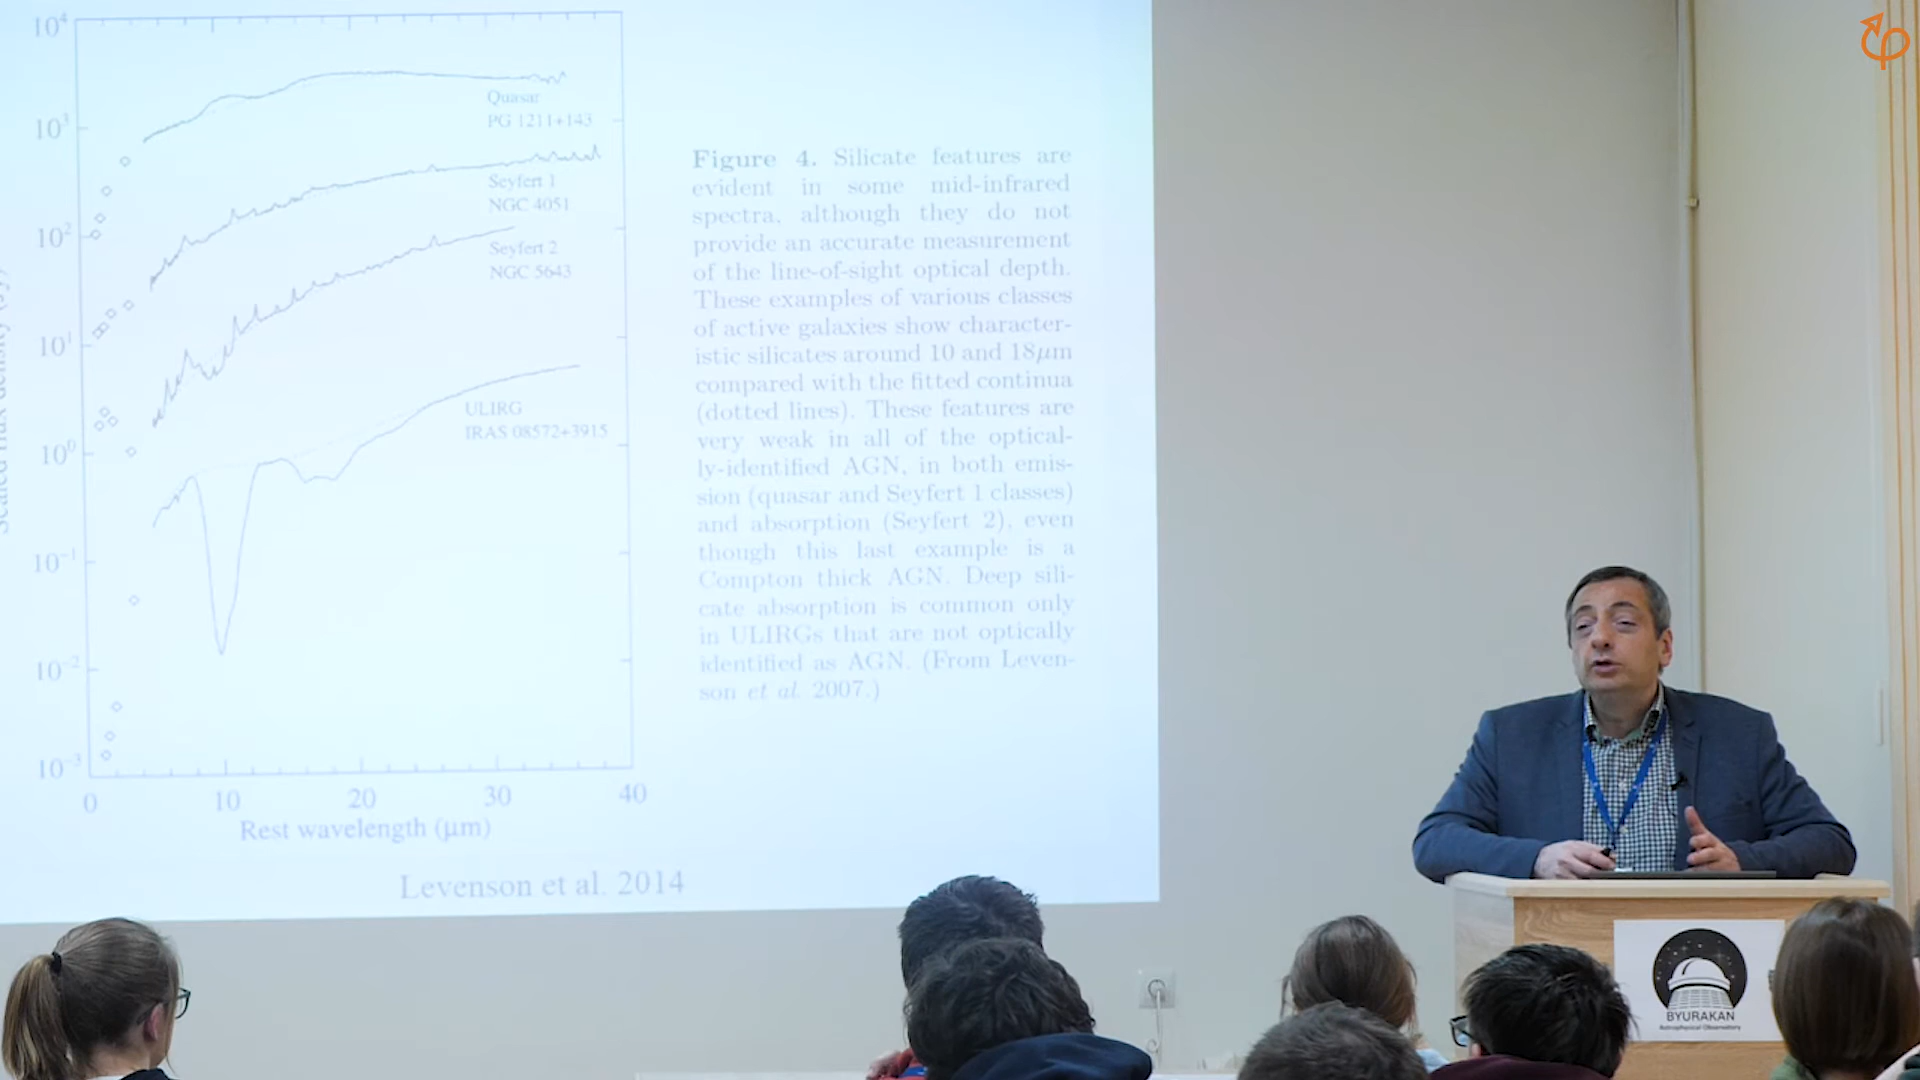 10⁴
Quasar
PG 1211+143
10³
Seyfert 1
NGC 4051
10²
Seyfert 2
NGC 5643
10¹
ULIRG
IRAS 08572+3915
10⁰
10⁻¹
10⁻²
10⁻³
0 10 20 30 40
Rest wavelength (μm)
Figure 4. Silicate features are
evident in some mid-infrared
spectra, although they do not
provide an accurate measurement
of the line-of-sight optical depth.
These examples of various classes
of active galaxies show character-
istic silicates around 10 and 18μm
compared with the fitted continua
(dotted lines). These features are
very weak in all of the optical-
ly-identified AGN, in both emis-
sion (quasar and Seyfert 1 classes)
and absorption (Seyfert 2), even
though this last example is a
Compton thick AGN. Deep sili-
cate absorption is common only
in ULIRGs that are not optically
identified as AGN. (From Leven-
son et al. 2007.)
Levenson et al. 2014
BYURAKAN
Astrophysical Observatory